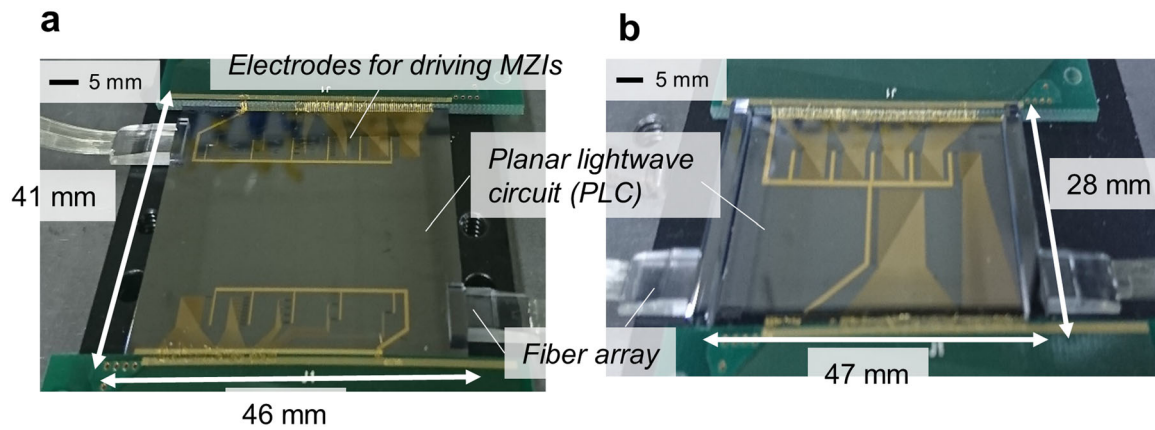 a
b
5 mm
Electrodes for driving MZIs
5 mm
Planar lightwave
circuit (PLC)
41 mm
28 mm
Fiber array
46 mm
47 mm